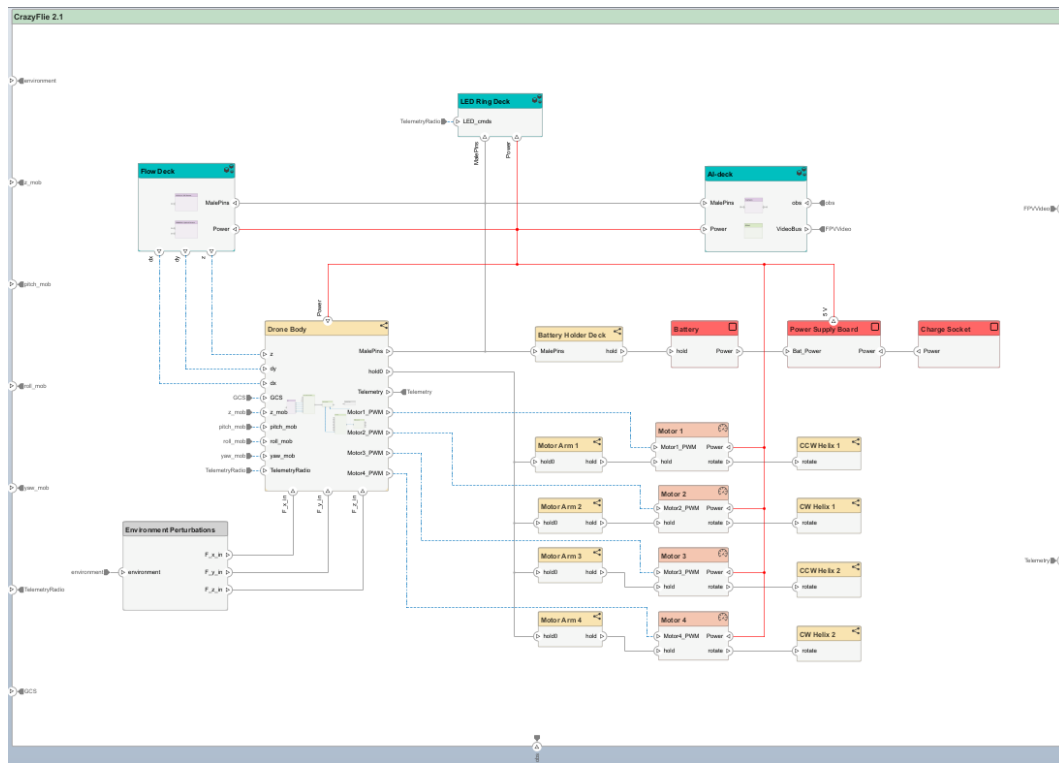 CrazyFlie 2.1
environment
z_mob
pitch_mob
roll_mob
yaw_mob
TelemetryRadio
GCS
FPVVideo
Telemetry
obs
LED Ring Deck
TelemetryRadio
LED_cmds
MalePins
Power
Flow Deck
MalePins
Power
dx
dy
z
AI-deck
MalePins
obs
obs
Power
VideoBus
FPVVideo
Drone Body
Power
z
dy
dx
GCS
GCS
z_mob
z_mob
pitch_mob
pitch_mob
roll_mob
roll_mob
yaw_mob
yaw_mob
TelemetryRadio
TelemetryRadio
MalePins
hold0
Telemetry
Telemetry
Motor1_PWM
Motor2_PWM
Motor3_PWM
Motor4_PWM
F_x_in
F_y_in
F_z_in
Battery Holder Deck
MalePins
hold
Battery
hold
Power
Power Supply Board
5 V
Bat_Power
Power
Charge Socket
Power
Motor Arm 1
hold0
hold
Motor 1
Motor1_PWM
Power
hold
rotate
CCW Helix 1
rotate
Motor Arm 2
hold0
hold
Motor 2
Motor2_PWM
Power
hold
rotate
CW Helix 1
rotate
Motor Arm 3
hold0
hold
Motor 3
Motor3_PWM
Power
hold
rotate
CCW Helix 2
rotate
Motor Arm 4
hold0
hold
Motor 4
Motor4_PWM
Power
hold
rotate
CW Helix 2
rotate
Environment Perturbations
environment
environment
F_x_in
F_y_in
F_z_in